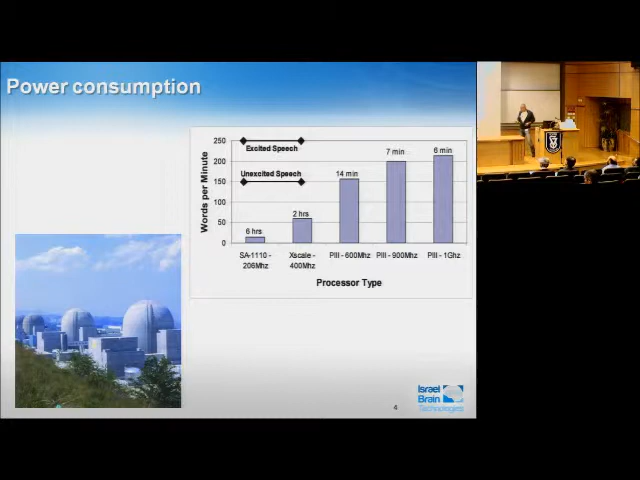 Power consumption
250
200
150
100
50
0
Words per Minute
Excited Speech
Unexcited Speech
6 hrs
2 hrs
14 min
7 min
6 min
SA-1110 -
206Mhz
Xscale -
400Mhz
PIII - 600Mhz
PIII - 900Mhz
PIII - 1Ghz
Processor Type
Israel
Brain
Technologies
4